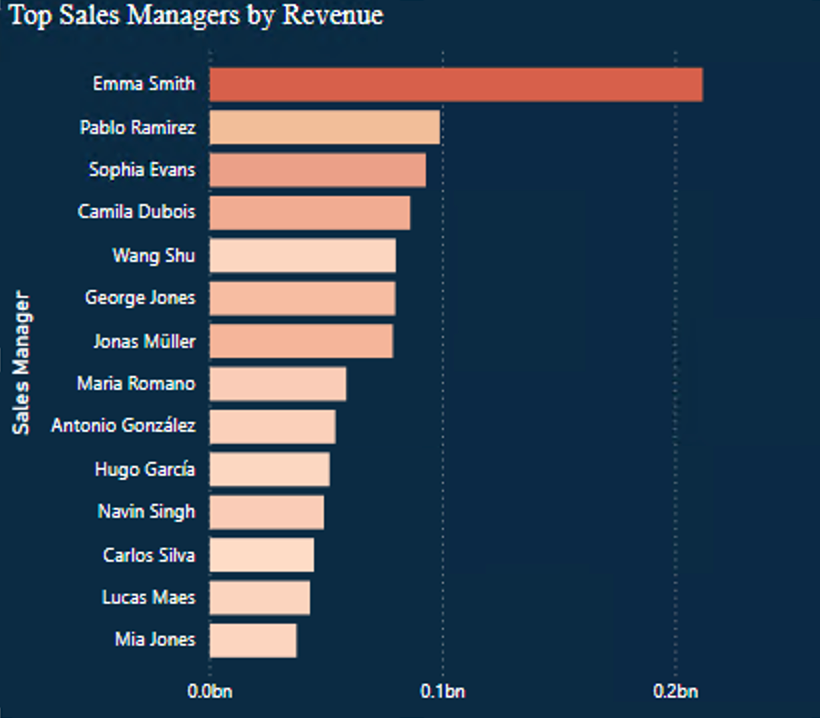 Top Sales Managers by Revenue
Sales Manager
Emma Smith
Pablo Ramirez
Sophia Evans
Camila Dubois
Wang Shu
George Jones
Jonas Müller
Maria Romano
Antonio González
Hugo García
Navin Singh
Carlos Silva
Lucas Maes
Mia Jones
0.0bn 0.1bn 0.2bn